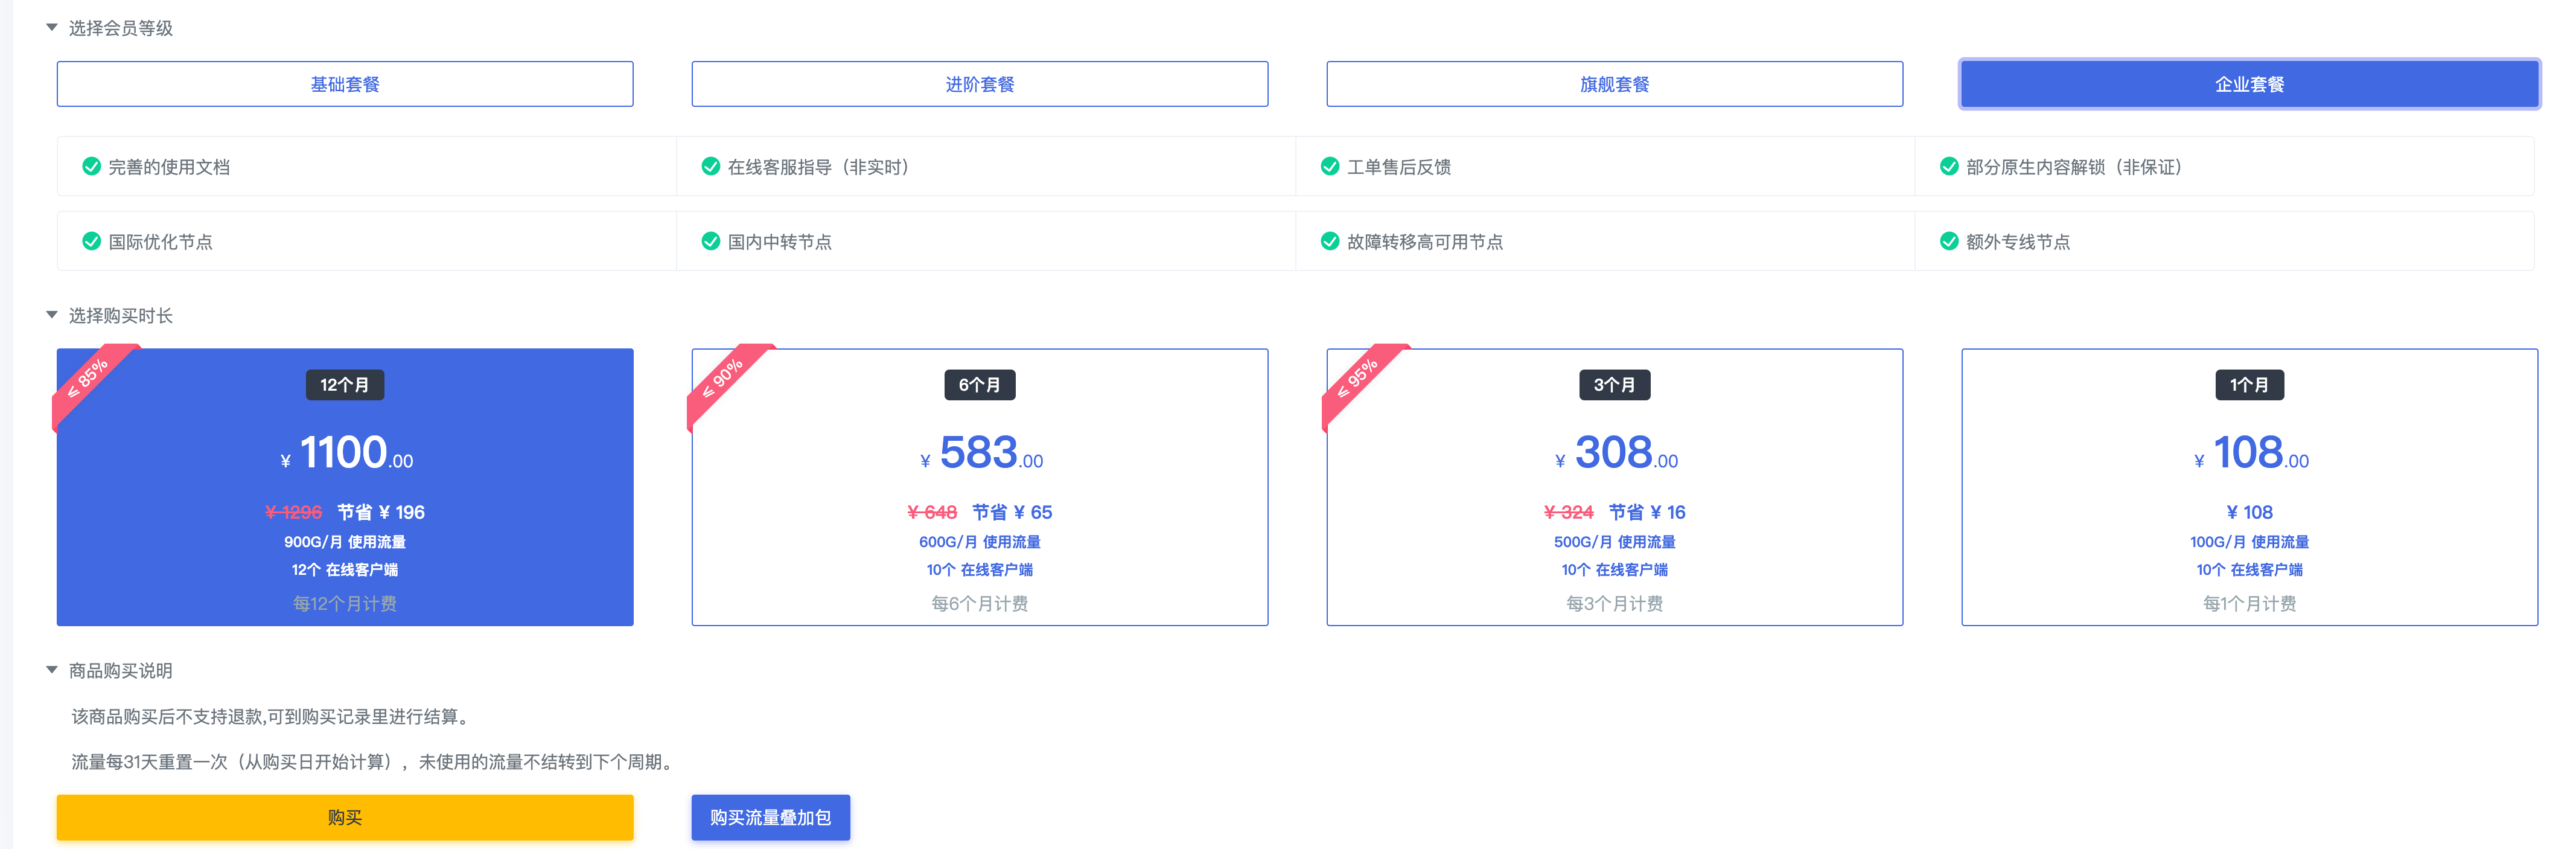 选择会员等级
基础套餐
进阶套餐
旗舰套餐
企业套餐
完善的使用文档
在线客服指导（非实时）
工单售后反馈
部分原生内容解锁（非保证）
国际优化节点
国内中转节点
故障转移高可用节点
额外专线节点
选择购买时长
≤ 85%
12个月
¥ 1100.00
¥ 1296 节省 ¥ 196
900G/月 使用流量
12个 在线客户端
每12个月计费
≤ 90%
6个月
¥ 583.00
¥ 648 节省 ¥ 65
600G/月 使用流量
10个 在线客户端
每6个月计费
≤ 95%
3个月
¥ 308.00
¥ 324 节省 ¥ 16
500G/月 使用流量
10个 在线客户端
每3个月计费
1个月
¥ 108.00
¥ 108
100G/月 使用流量
10个 在线客户端
每1个月计费
商品购买说明
该商品购买后不支持退款,可到购买记录里进行结算。
流量每31天重置一次（从购买日开始计算），未使用的流量不结转到下个周期。
购买
购买流量叠加包